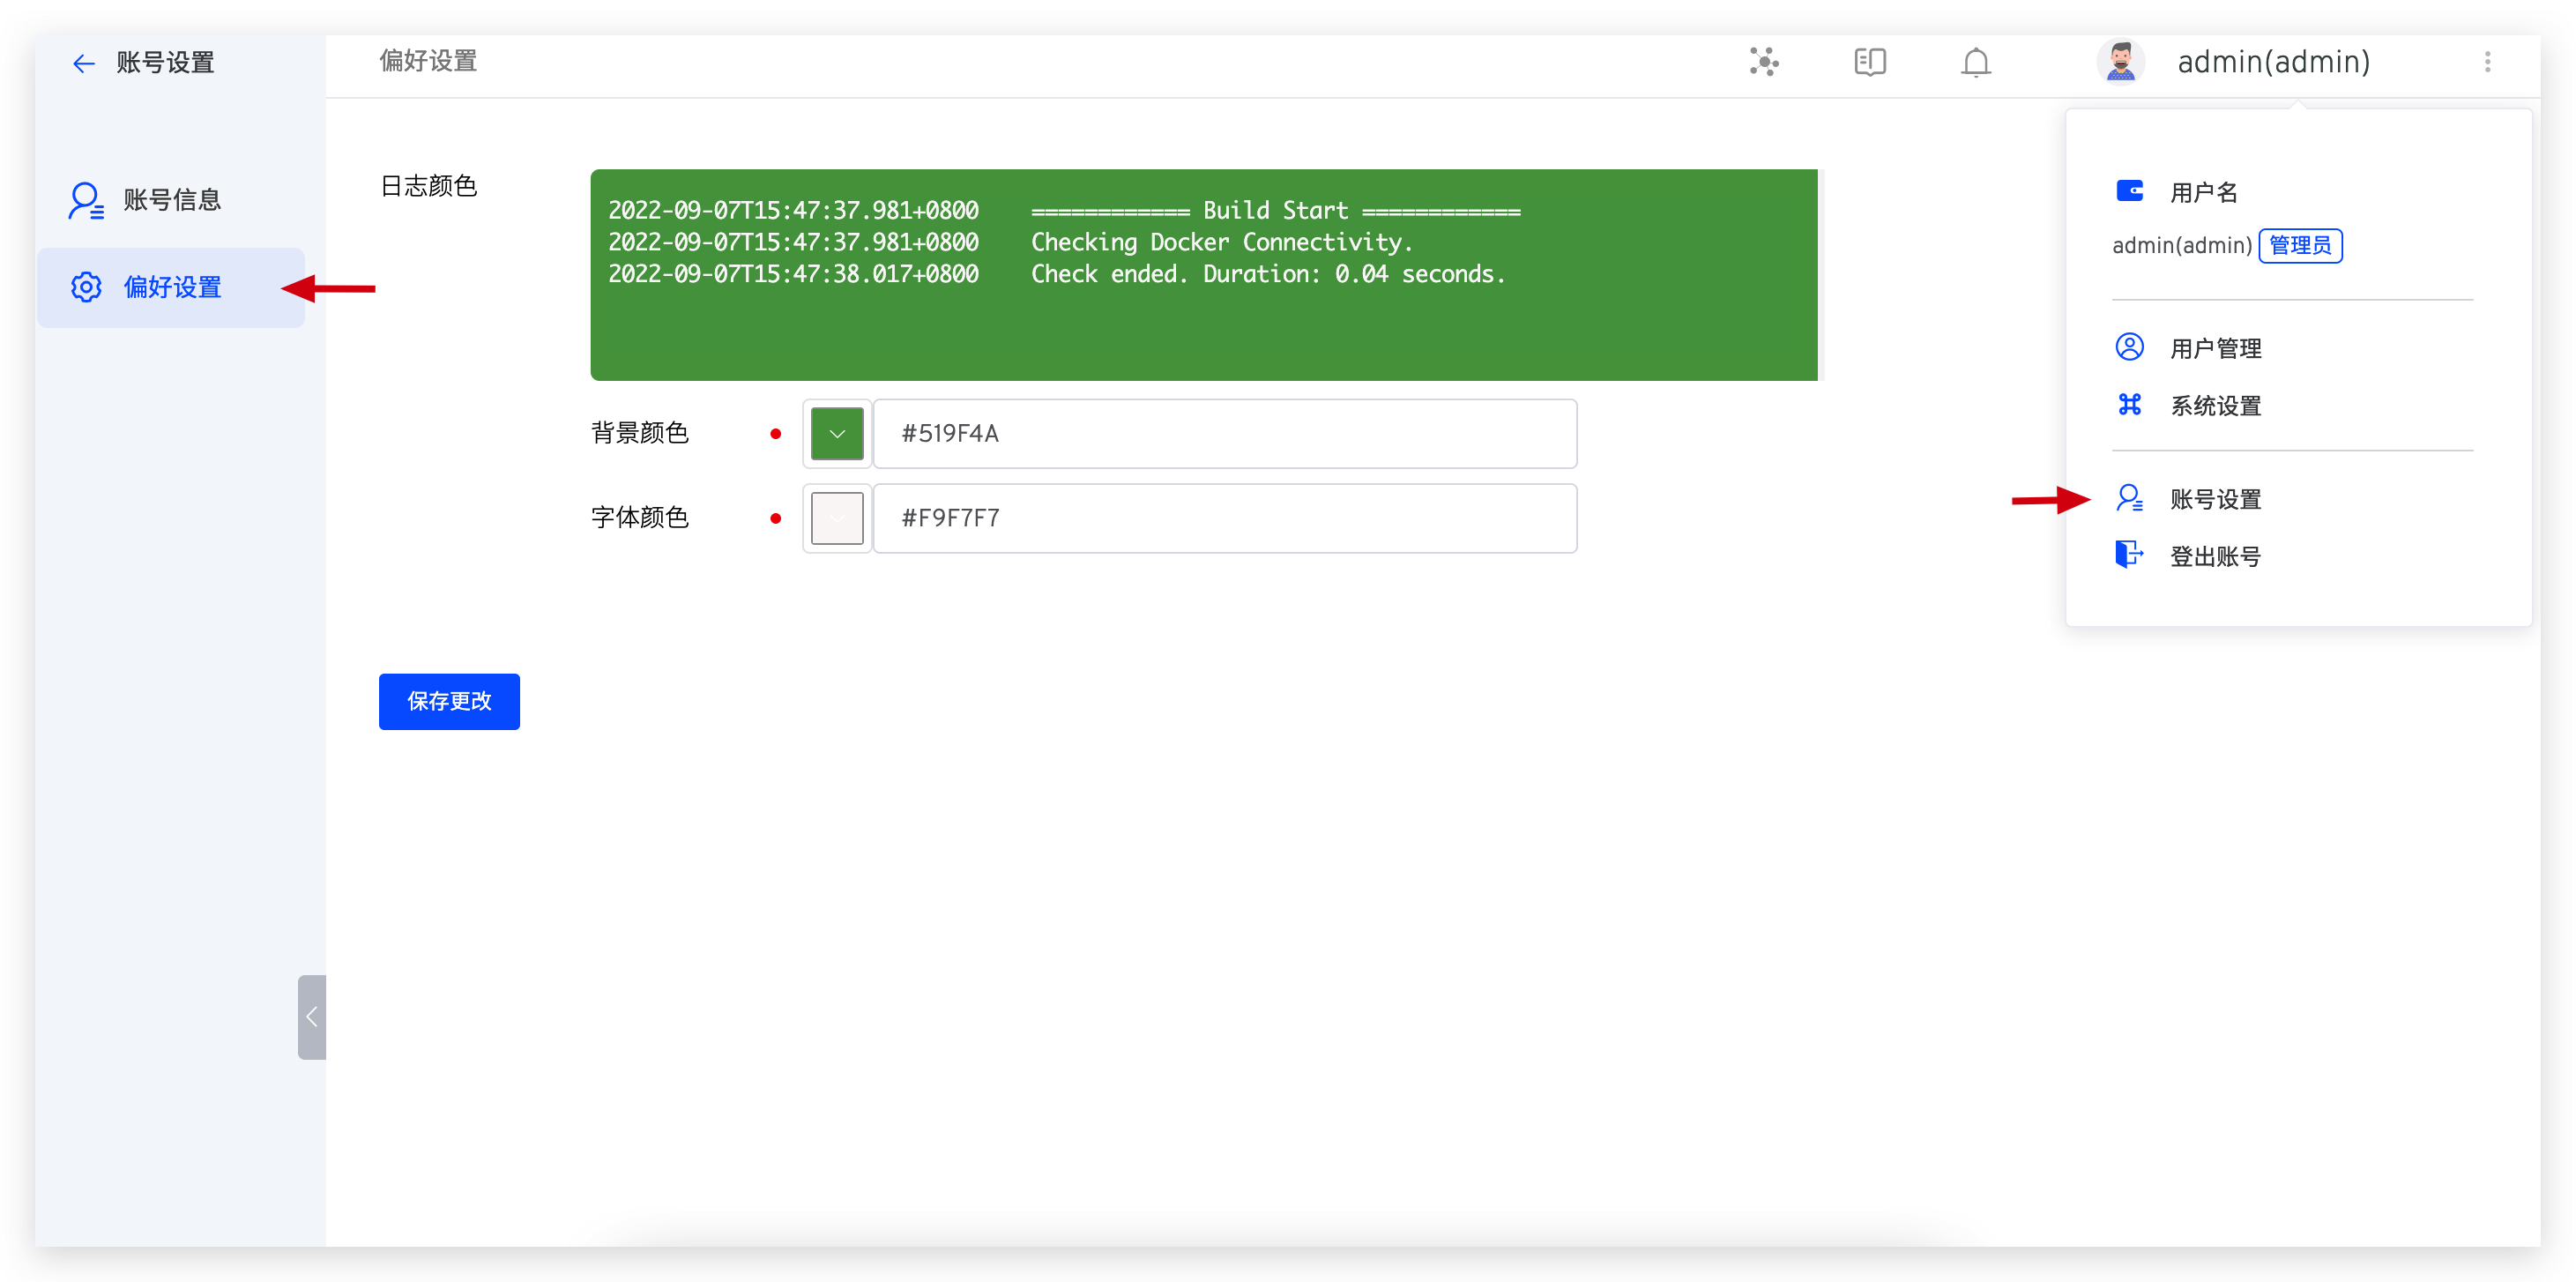 账号设置
账号信息
偏好设置
偏好设置
admin(admin)
日志颜色
2022-09-07T15:47:37.981+0800    ============ Build Start ============
2022-09-07T15:47:37.981+0800    Checking Docker Connectivity.
2022-09-07T15:47:38.017+0800    Check ended. Duration: 0.04 seconds.
背景颜色
#519F4A
字体颜色
#F9F7F7
保存更改
用户名
admin(admin) 管理员
用户管理
系统设置
账号设置
登出账号